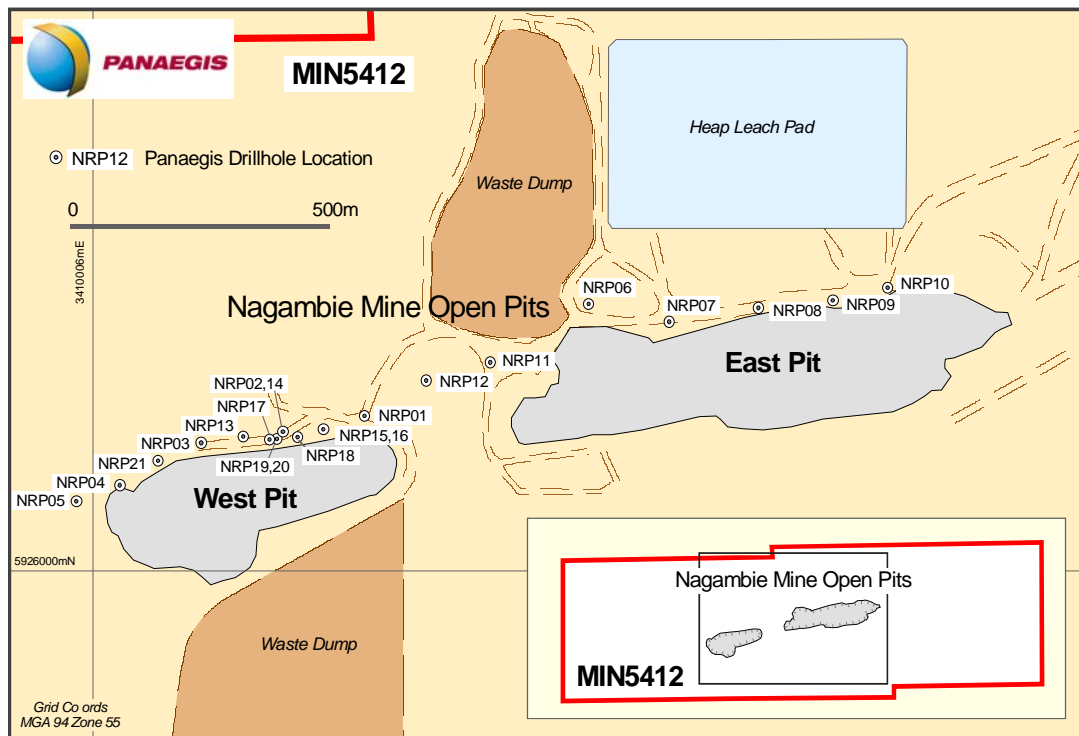 PANAEGIS
MIN5412
Heap Leach Pad
NRP12 Panaegis Drillhole Location
Waste Dump
0 500m
3410006mE
NRP06
NRP10
Nagambie Mine Open Pits
NRP07
NRP08
NRP09
NRP11
East Pit
NRP12
NRP02,14
NRP17
NRP01
NRP13
NRP03
NRP15,16
NRP18
NRP21
NRP19,20
NRP04
West Pit
NRP05
5926000mN
Nagambie Mine Open Pits
Waste Dump
MIN5412
Grid Co ords
MGA 94 Zone 55